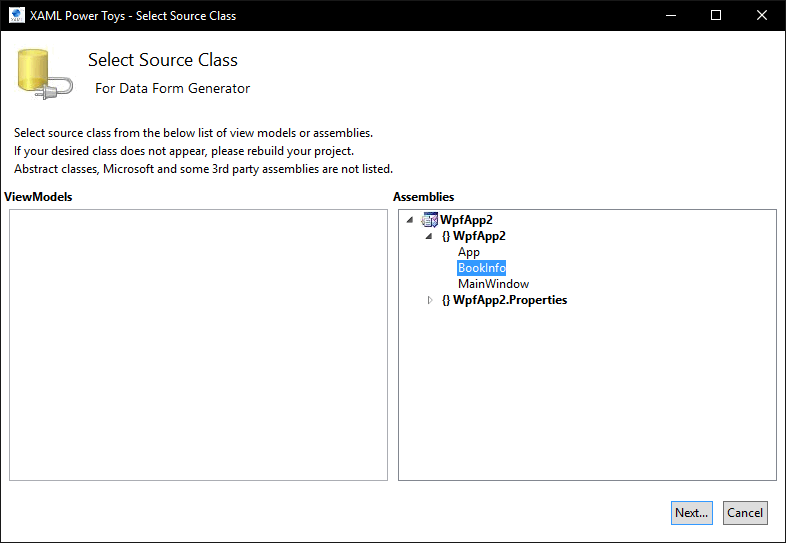 XAML Power Toys - Select Source Class
Select Source Class
For Data Form Generator
Select source class from the below list of view models or assemblies.
If your desired class does not appear, please rebuild your project.
Abstract classes, Microsoft and some 3rd party assemblies are not listed.
ViewModels
Assemblies
WpfApp2
{} WpfApp2
App
BookInfo
MainWindow
{} WpfApp2.Properties
Next... Cancel